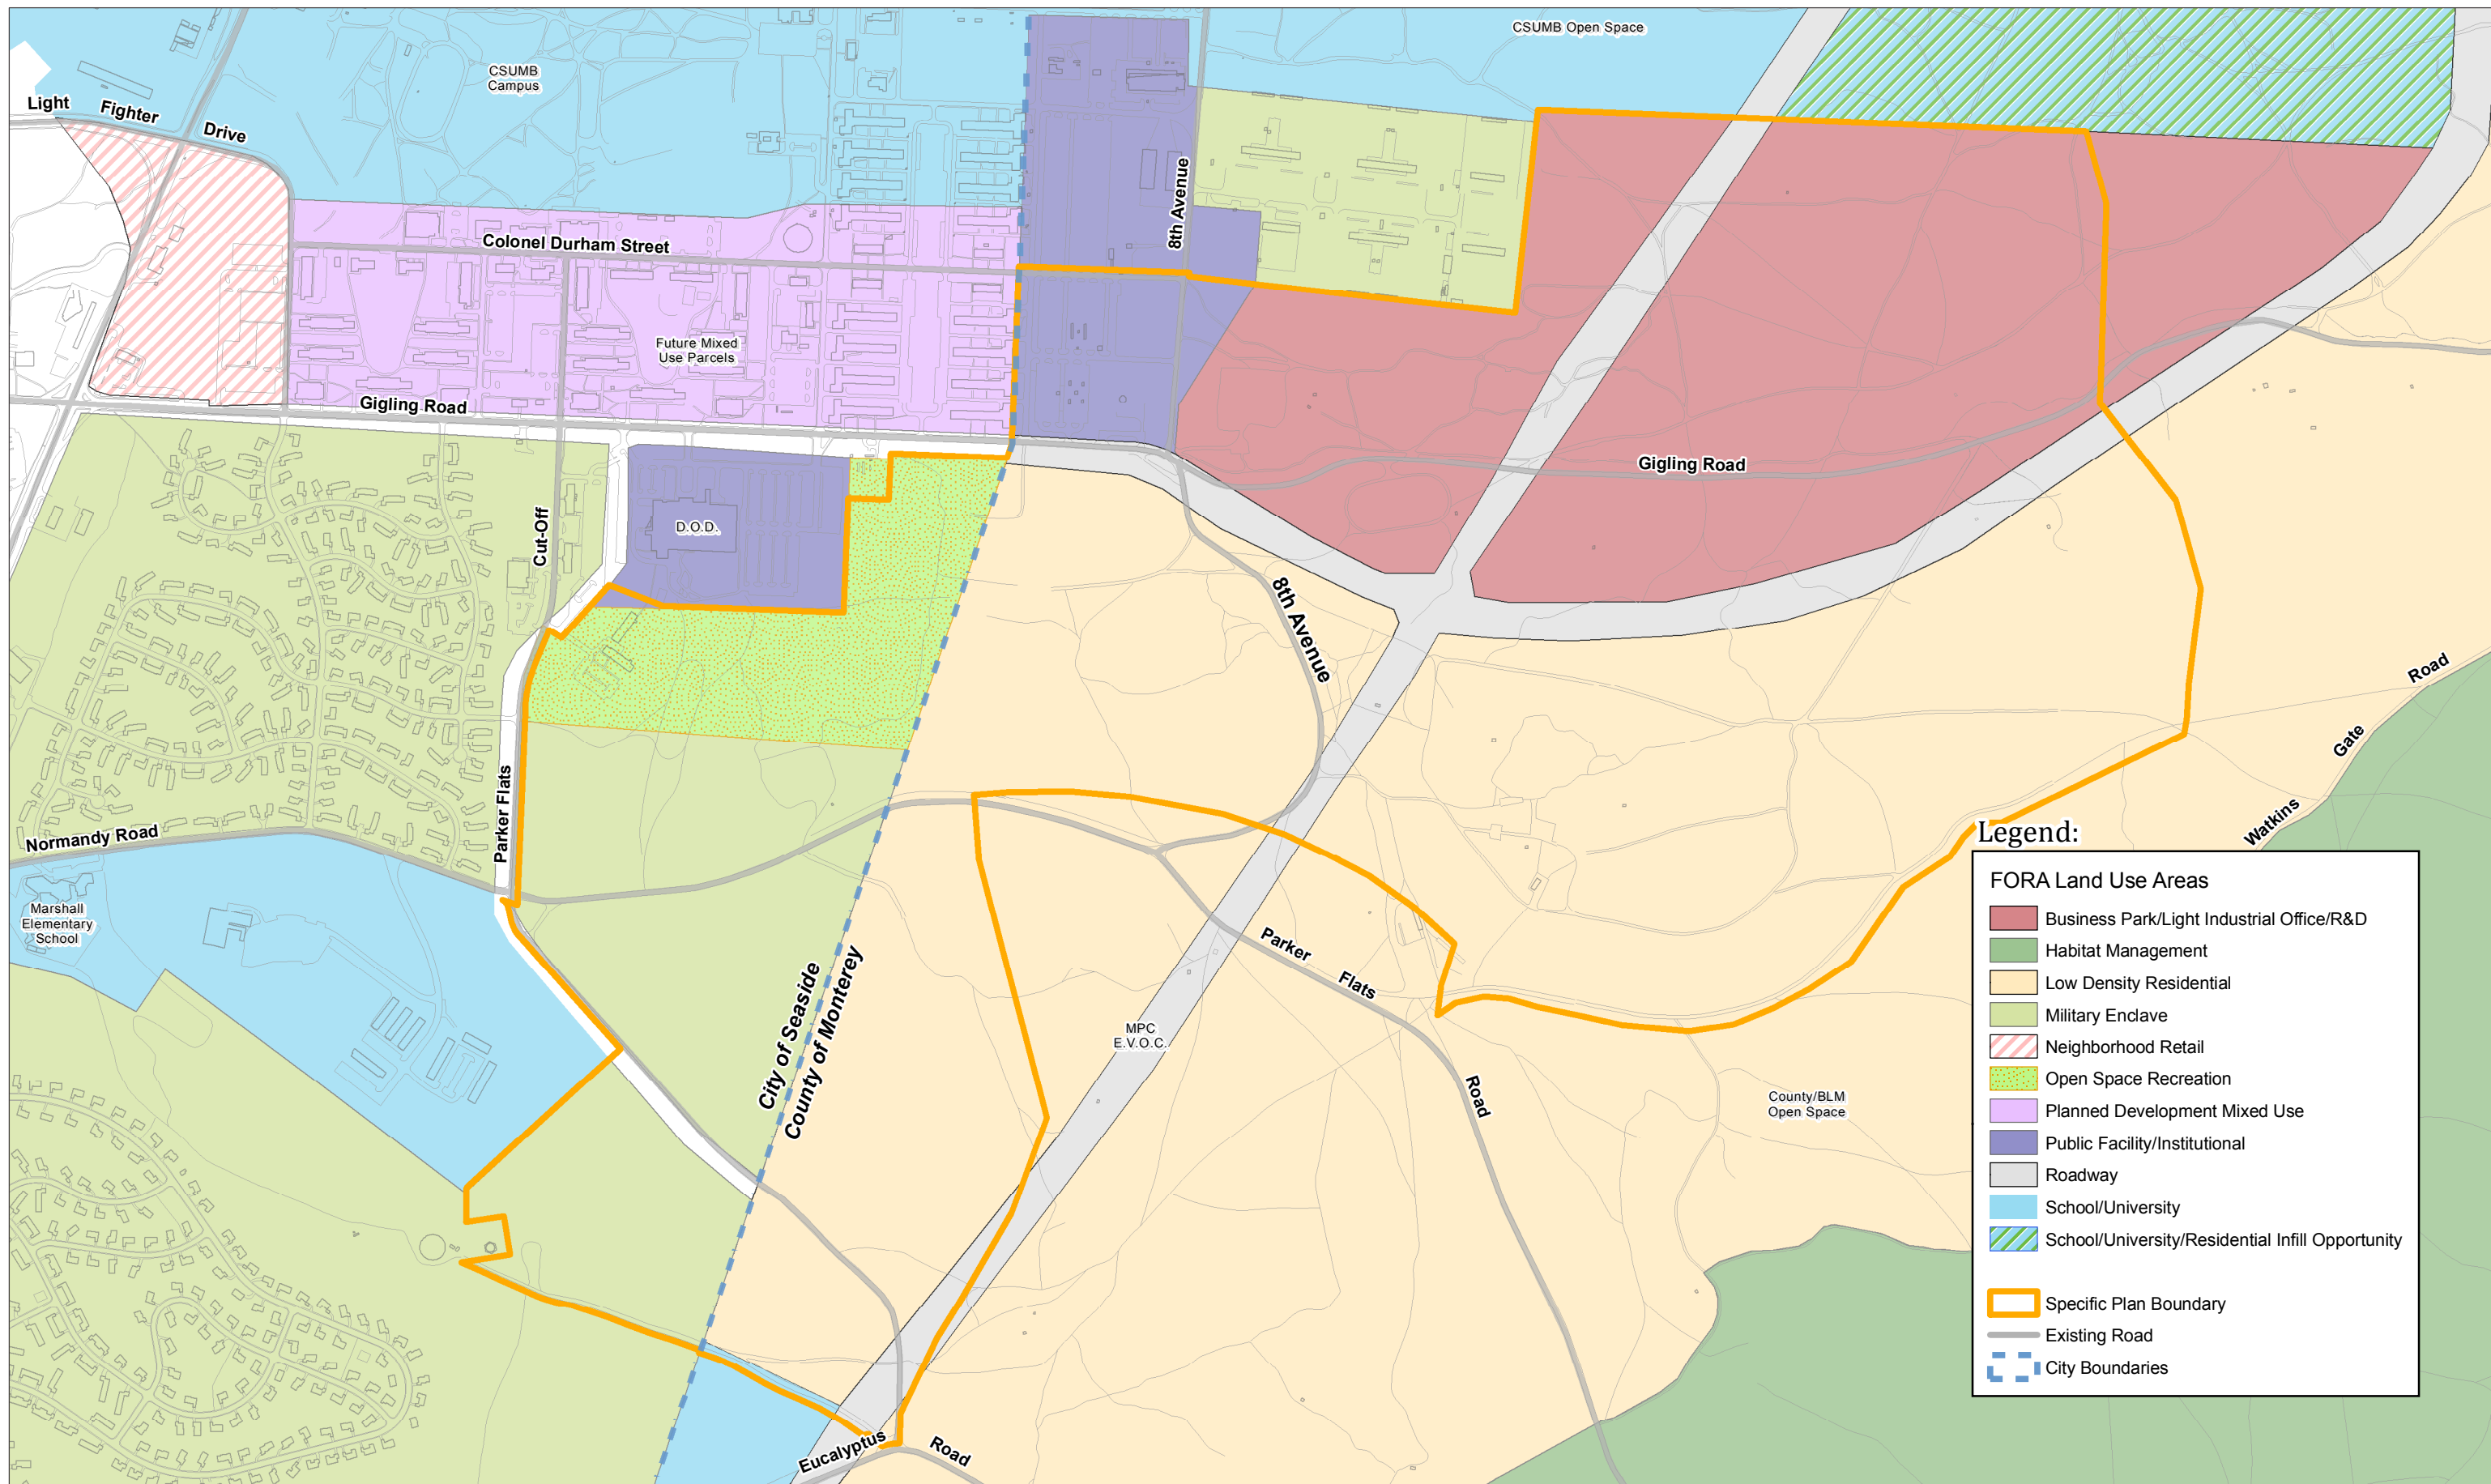 CSUMB Open Space
CSUMB
Campus
Light
Fighter
Drive
8th Avenue
Colonel Durham Street
Future Mixed
Use Parcels
Gigling Road
Gigling Road
D.O.D.
Cut-Off
8th Avenue
Road
Gate
Watkins
Parker Flats
Normandy Road
Marshall
Elementary
School
City of Seaside
County of Monterey
Parker
Flats
Road
MPC
E.V.O.C.
County/BLM
Open Space
Eucalyptus
Road
Legend:
FORA Land Use Areas
Business Park/Light Industrial Office/R&D
Habitat Management
Low Density Residential
Military Enclave
Neighborhood Retail
Open Space Recreation
Planned Development Mixed Use
Public Facility/Institutional
Roadway
School/University
School/University/Residential Infill Opportunity
Specific Plan Boundary
Existing Road
City Boundaries